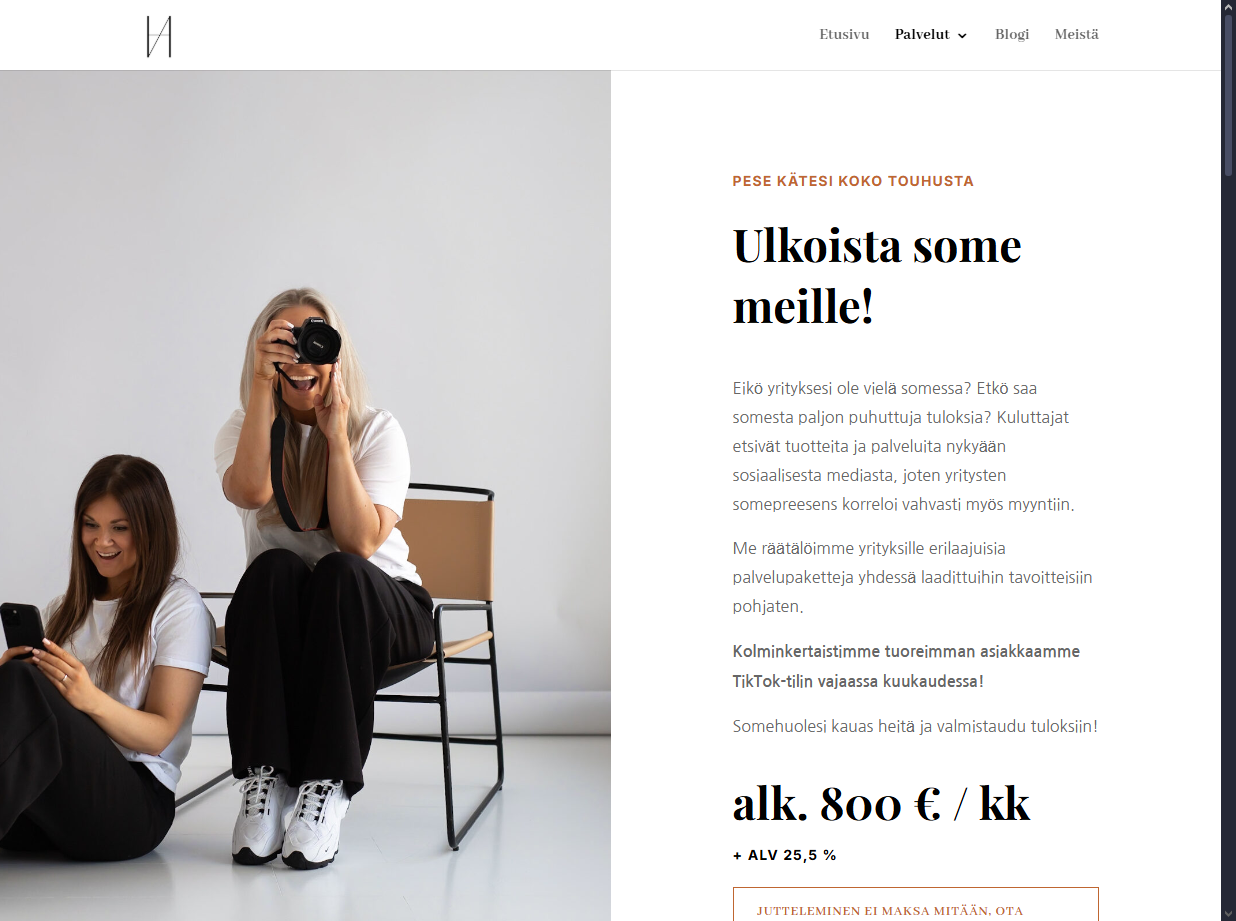 Etusivu Palvelut Blogi Meistä
PESE KÄTESI KOKO TOUHUSTA
Ulkoista some
meille!
Eikö yrityksesi ole vielä somessa? Etkö saa
somesta paljon puhuttuja tuloksia? Kuluttajat
etsivät tuotteita ja palveluita nykyään
sosiaalisesta mediasta, joten yritysten
somepreesens korreloi vahvasti myös myyntiin.
Me räätälöimme yrityksille erilaajuisia
palvelupaketteja yhdessä laadittuihin tavoitteisiin
pohjaten.
Kolminkertaistimme tuoreimman asiakkaamme
TikTok-tilin vajaassa kuukaudessa!
Somehuolesi kauas heitä ja valmistaudu tuloksiin!
alk. 800 € / kk
+ ALV 25,5 %
JUTTELEMINEN EI MAKSA MITÄÄN, OTA
Canon